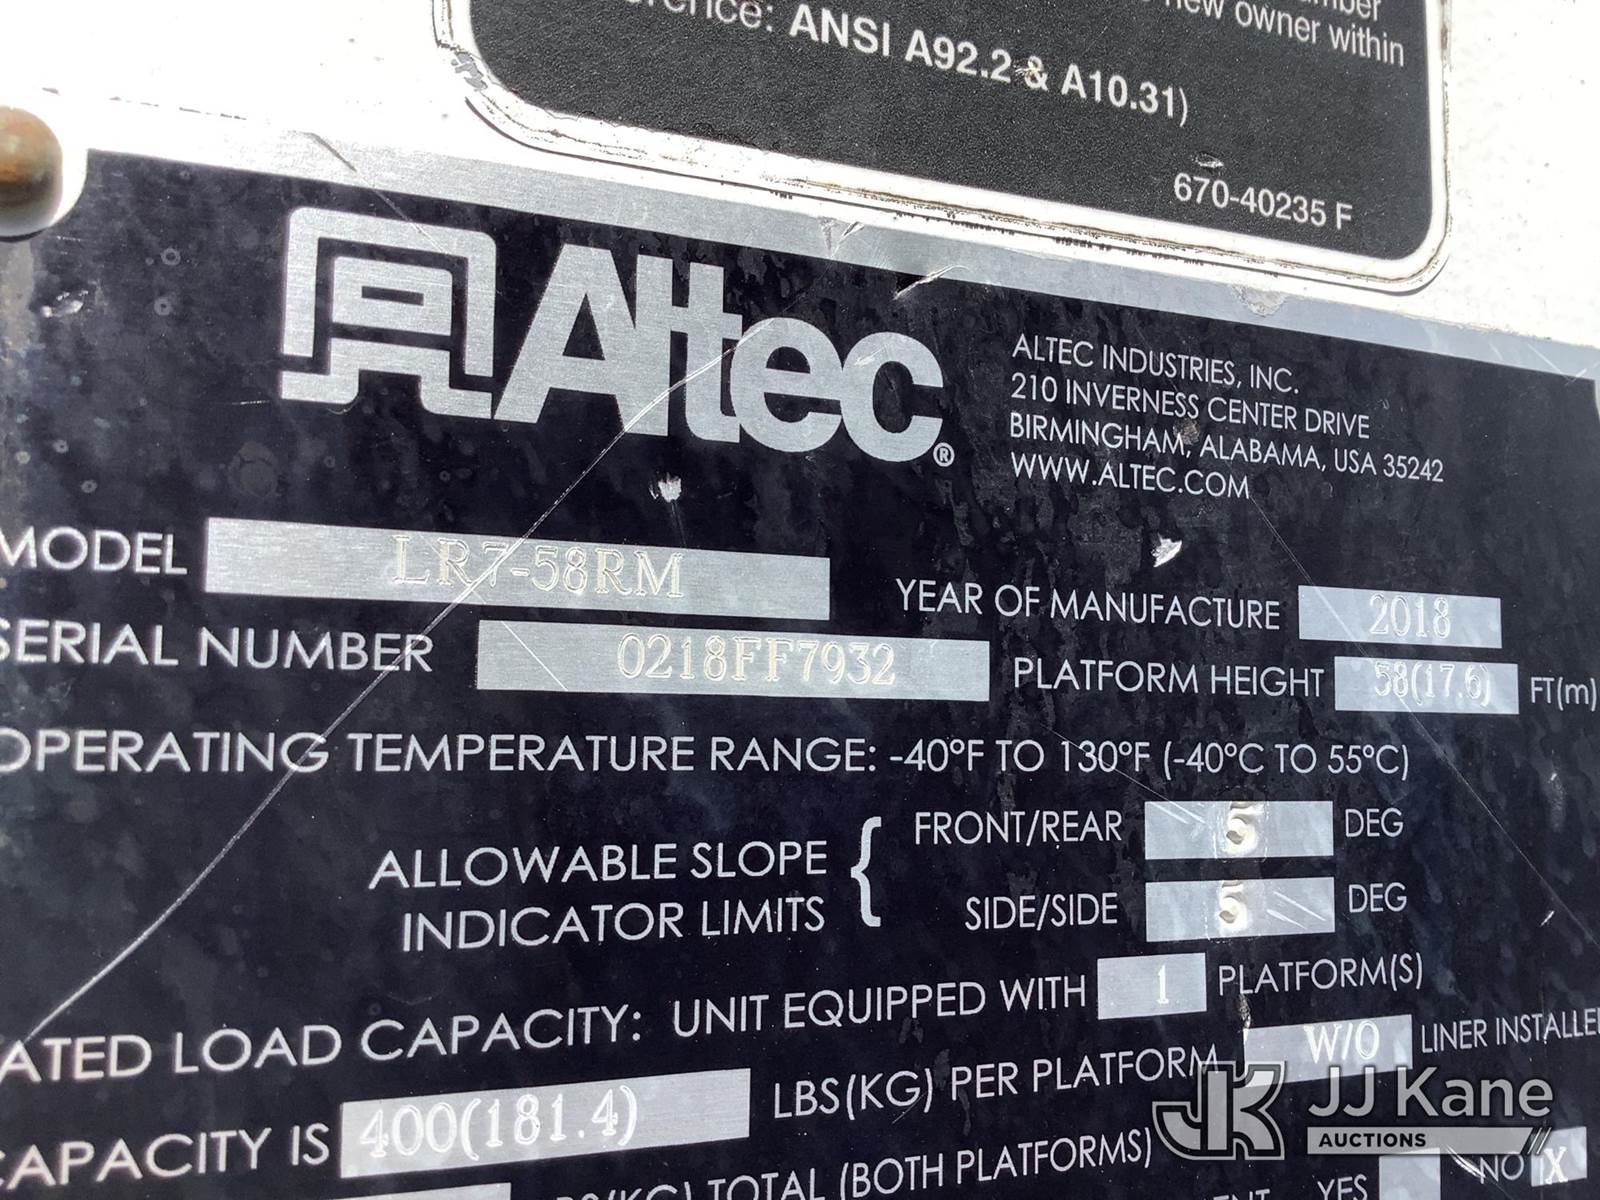 new owner within
ANSI A92.2 & A10.31)
670-40235 F
Altec®
ALTEC INDUSTRIES, INC.
210 INVERNESS CENTER DRIVE
BIRMINGHAM, ALABAMA, USA 35242
WWW.ALTEC.COM
MODEL LR7-58RM
YEAR OF MANUFACTURE 2018
SERIAL NUMBER 0218FF7932
PLATFORM HEIGHT 58(17.6) FT(m)
OPERATING TEMPERATURE RANGE: -40°F TO 130°F (-40°C TO 55°C)
ALLOWABLE SLOPE INDICATOR LIMITS {
FRONT/REAR 5 DEG
SIDE/SIDE 5 DEG
RATED LOAD CAPACITY: UNIT EQUIPPED WITH 1 PLATFORM(S)
CAPACITY IS 400(181.4) LBS(KG) PER PLATFORM W/O LINER INSTALLED
TOTAL (BOTH PLATFORMS)
YES NO X
JK JJ Kane
AUCTIONS